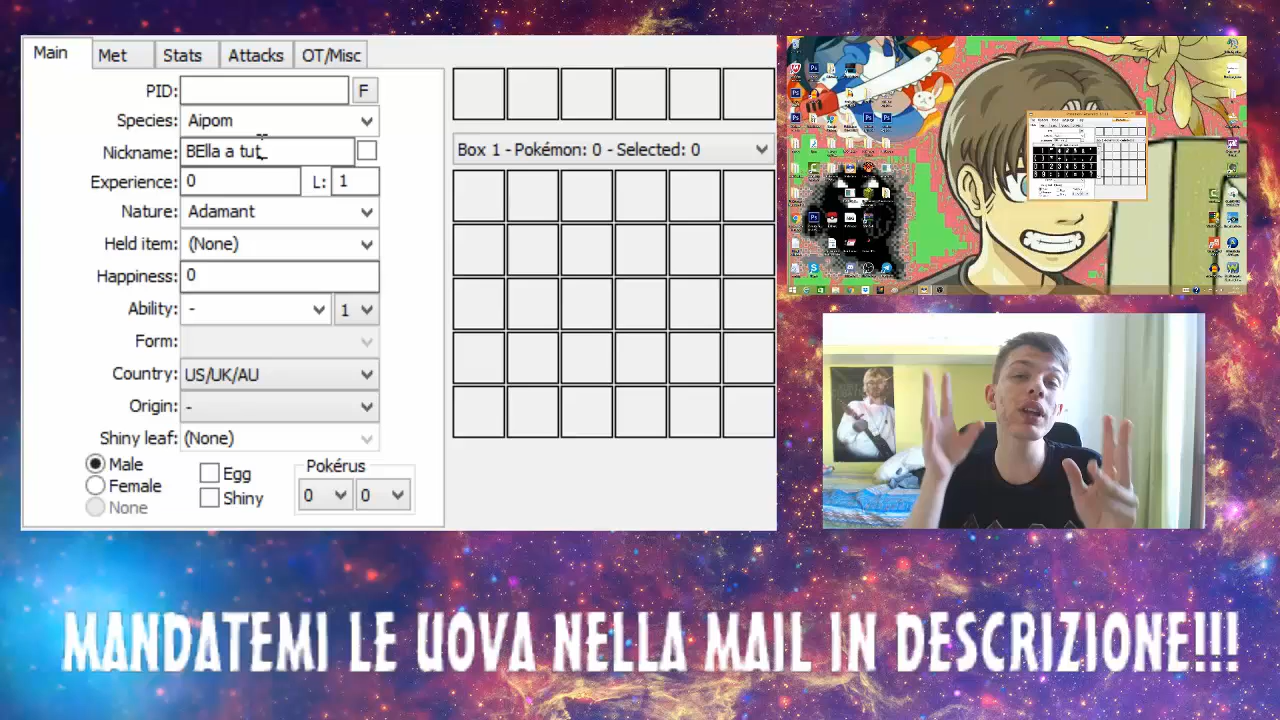 Main Met Stats Attacks OT/Misc
PID: F
Species: Aipom
Nickname: BElla a tut
Experience: 0 L: 1
Nature: Adamant
Held item: (None)
Happiness: 0
Ability: - 1
Form:
Country: US/UK/AU
Origin: -
Shiny leaf: (None)
Male
Female
None
Egg
Shiny
Pokérus
0 0
Box 1 - Pokémon: 0 - Selected: 0
MANDATEMI LE UOVA NELLA MAIL IN DESCRIZIONE!!!